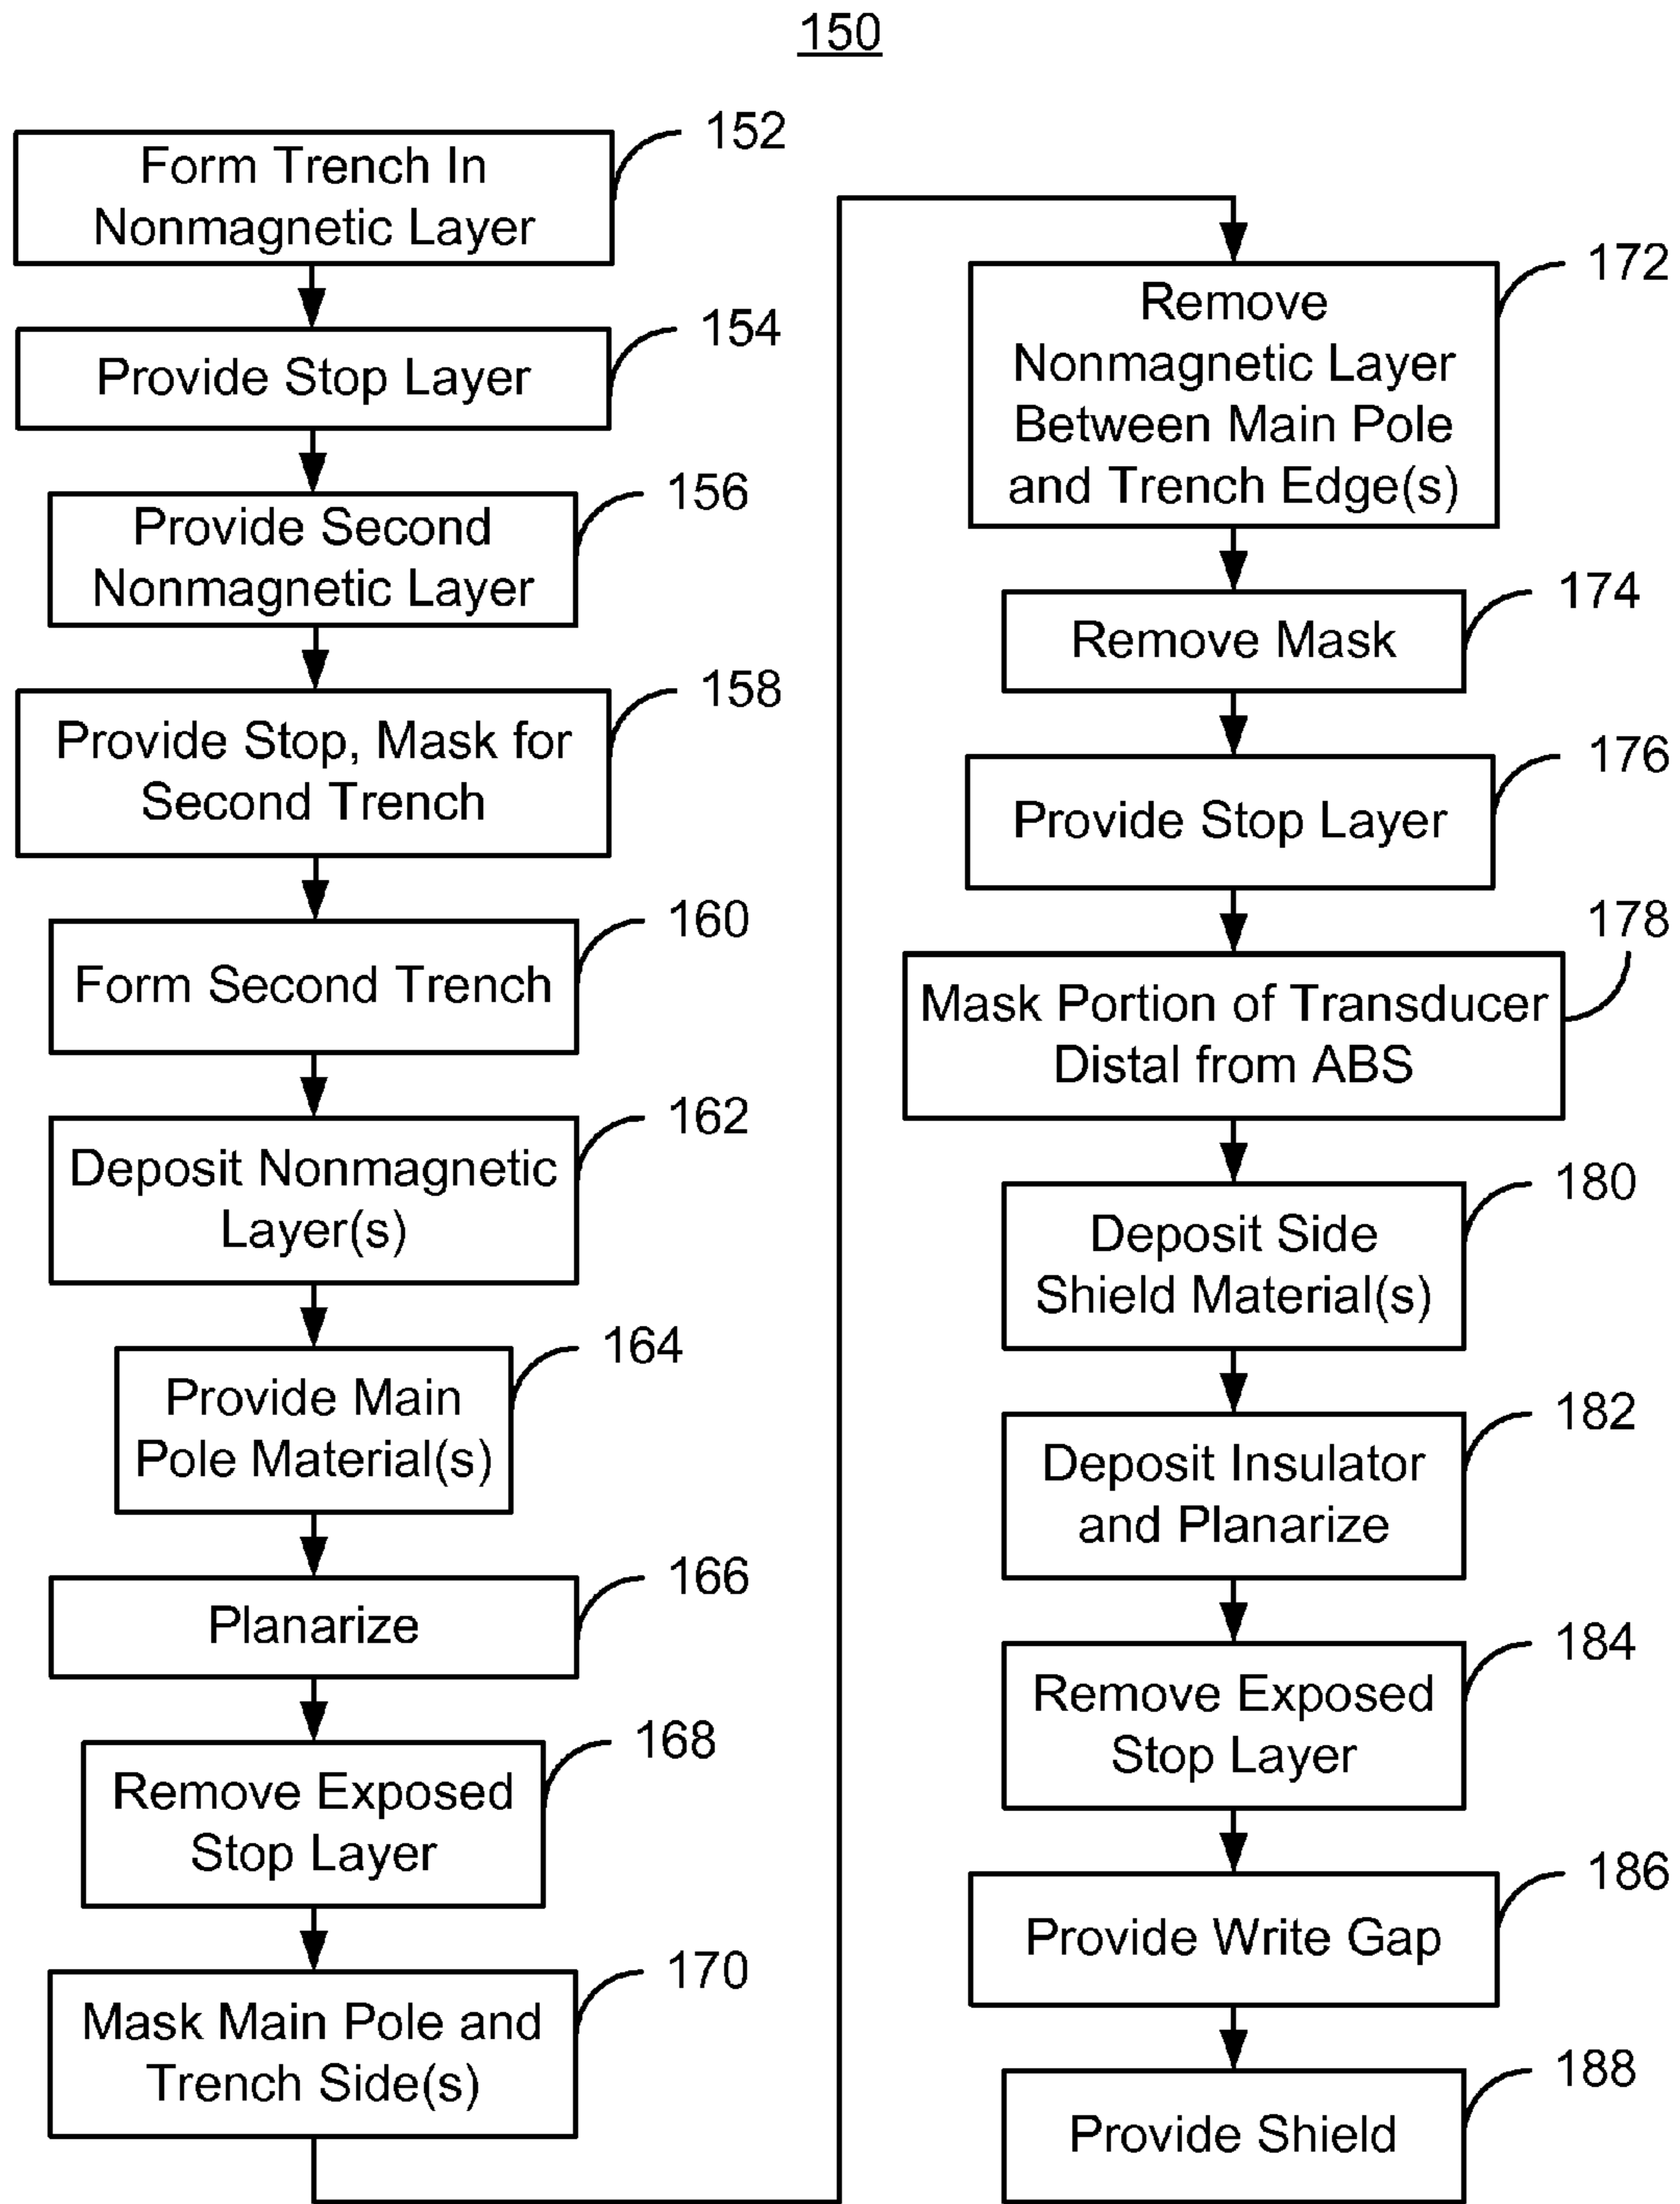 150
152
Form Trench In
Nonmagnetic Layer
154
Provide Stop Layer
156
Provide Second
Nonmagnetic Layer
158
Provide Stop, Mask for
Second Trench
160
Form Second Trench
162
Deposit Nonmagnetic
Layer(s)
164
Provide Main
Pole Material(s)
166
Planarize
168
Remove Exposed
Stop Layer
170
Mask Main Pole and
Trench Side(s)
172
Remove
Nonmagnetic Layer
Between Main Pole
and Trench Edge(s)
174
Remove Mask
176
Provide Stop Layer
178
Mask Portion of Transducer
Distal from ABS
180
Deposit Side
Shield Material(s)
182
Deposit Insulator
and Planarize
184
Remove Exposed
Stop Layer
186
Provide Write Gap
188
Provide Shield